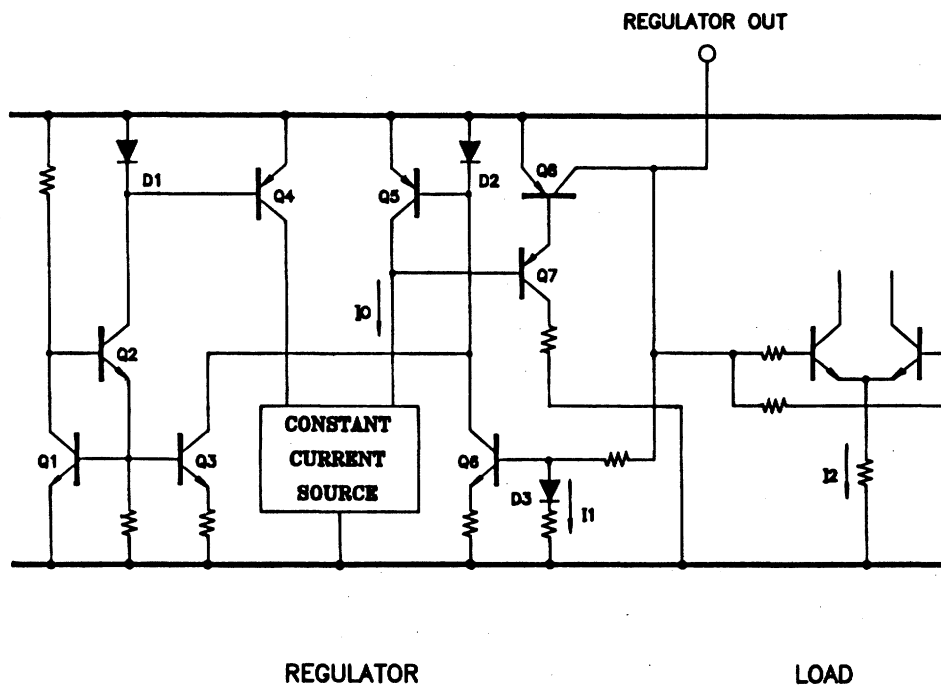 REGULATOR OUT
D1
Q4
Q5
D2
Q8
Q7
I0
Q2
Q1
Q3
CONSTANT
CURRENT
SOURCE
Q6
D3
I1
I2
REGULATOR
LOAD